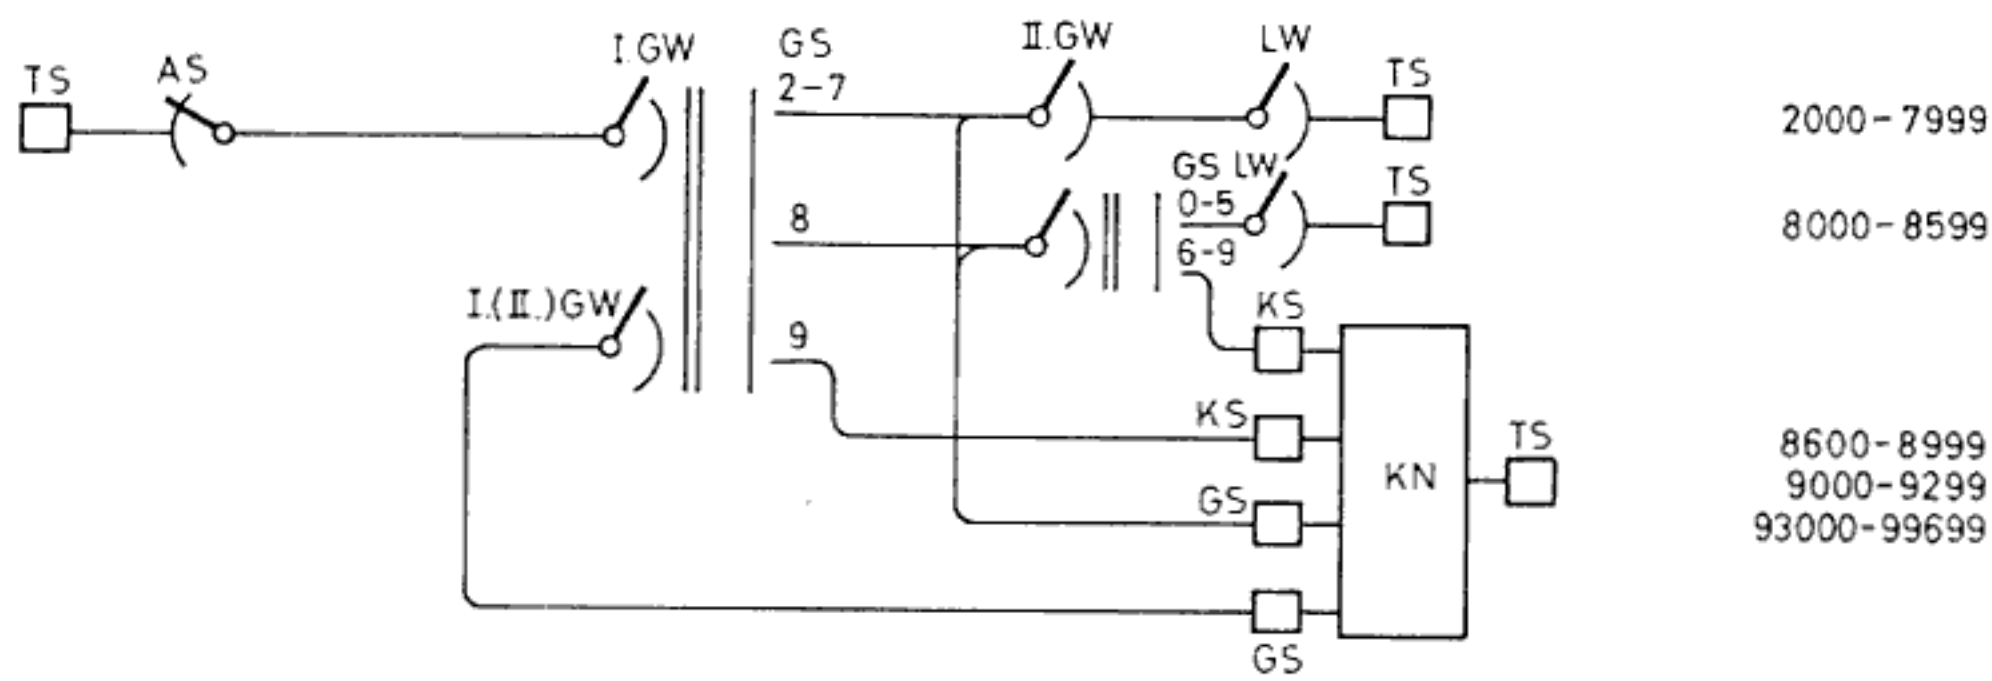 TS
AS
I.GW
GS
2-7
II.GW
LW
TS
2000-7999
8
GS LW
0-5
6-9
TS
8000-8599
I.(II.)GW
9
KS
KS
GS
GS
KN
TS
8600-8999
9000-9299
93000-99699